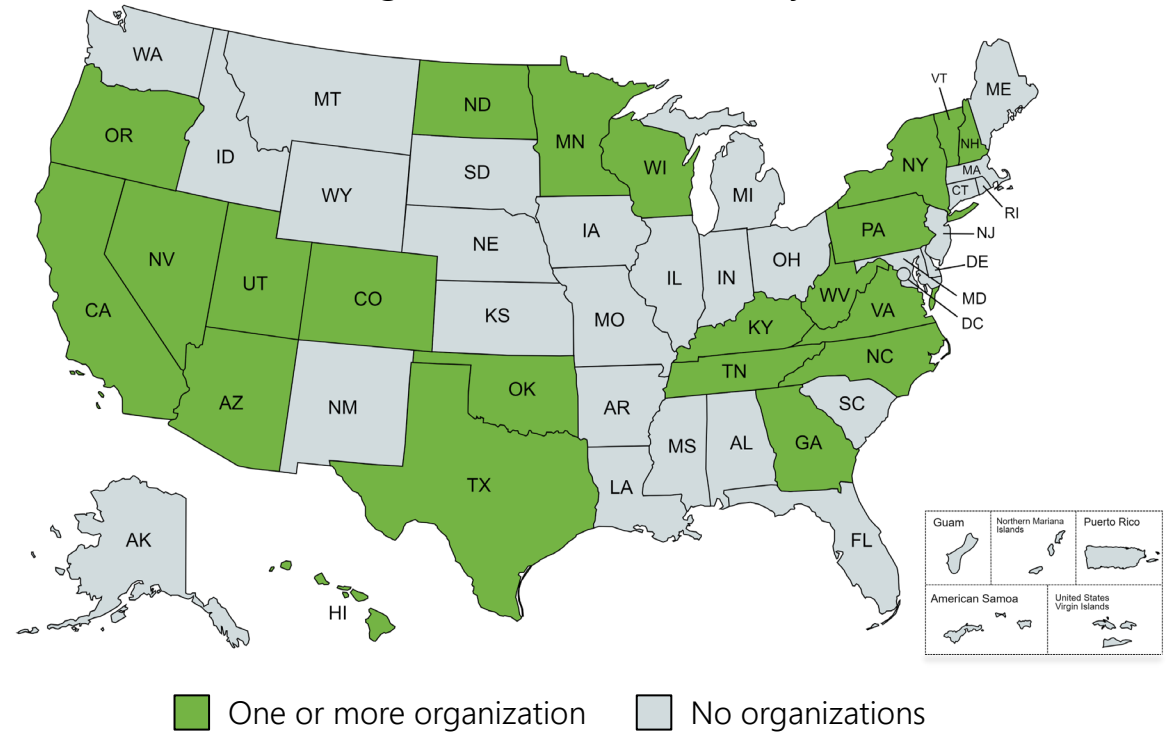 WA
MT
ND
MN
OR
ID
WY
SD
WI
MI
ME
VT
NH
NY
MA
CT
RI
NV
UT
CO
NE
IA
IL
IN
OH
PA
NJ
DE
MD
DC
CA
KS
MO
KY
WV
VA
AZ
NM
OK
AR
TN
NC
TX
LA
MS
AL
GA
SC
FL
AK
HI
Guam
Northern Mariana
Islands
Puerto Rico
American Samoa
United States
Virgin Islands
One or more organization
No organizations